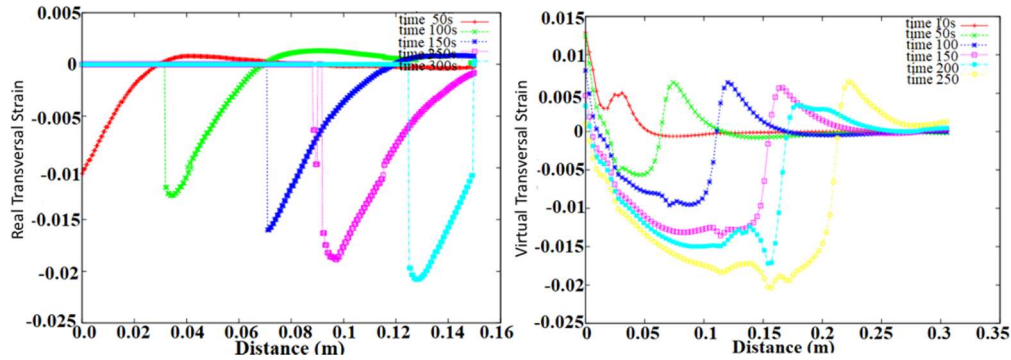 0.005
0
-0.005
-0.01
-0.015
-0.02
-0.025
Real Transversal Strain
time 50s
time 100s
time 150s
time 300s
0.0 0.02 0.04 0.06 0.08 0.1 0.12 0.14 0.16
Distance (m)
0.015
0.01
0.005
0
-0.005
-0.01
-0.015
-0.02
-0.025
Virtual Transversal Strain
time 10s
time 50s
time 100
time 150
time 200
time 250
0 0.05 0.1 0.15 0.2 0.25 0.3 0.35
Distance (m)